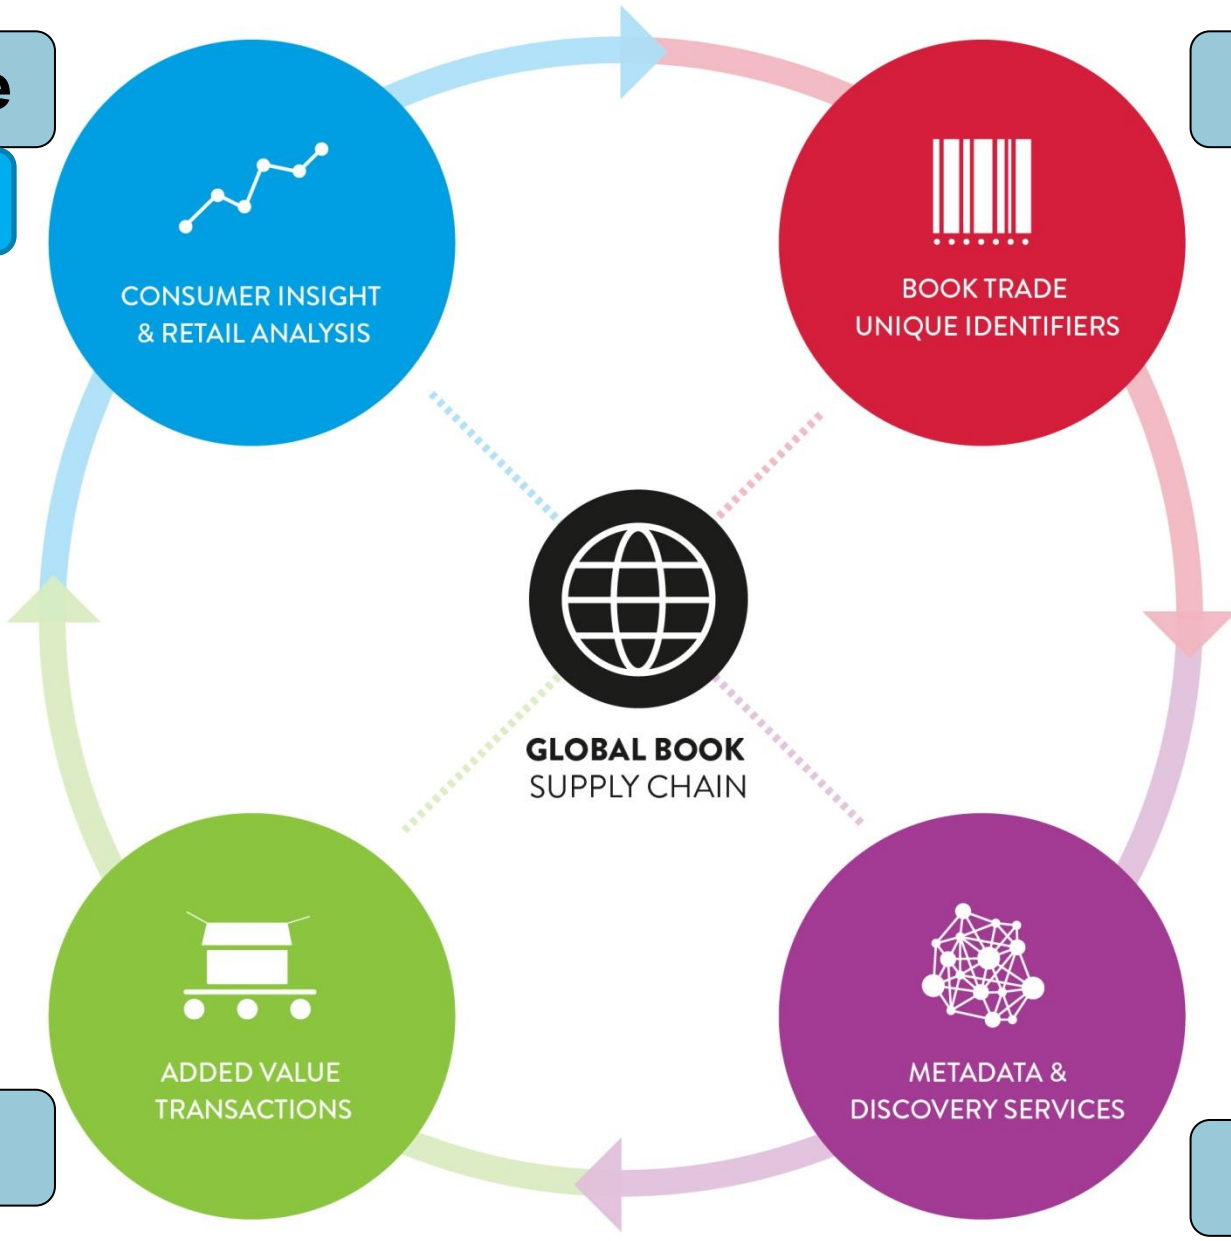 e
CONSUMER INSIGHT
& RETAIL ANALYSIS
BOOK TRADE
UNIQUE IDENTIFIERS
GLOBAL BOOK
SUPPLY CHAIN
ADDED VALUE
TRANSACTIONS
METADATA &
DISCOVERY SERVICES